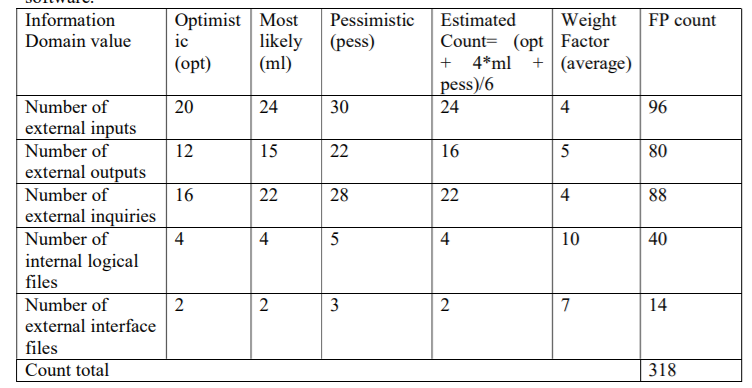 software.
Information Domain value | Optimistic (opt) | Most likely (ml) | Pessimistic (pess) | Estimated Count= (opt + 4*ml + pess)/6 | Weight Factor (average) | FP count
Number of external inputs | 20 | 24 | 30 | 24 | 4 | 96
Number of external outputs | 12 | 15 | 22 | 16 | 5 | 80
Number of external inquiries | 16 | 22 | 28 | 22 | 4 | 88
Number of internal logical files | 4 | 4 | 5 | 4 | 10 | 40
Number of external interface files | 2 | 2 | 3 | 2 | 7 | 14
Count total | 318